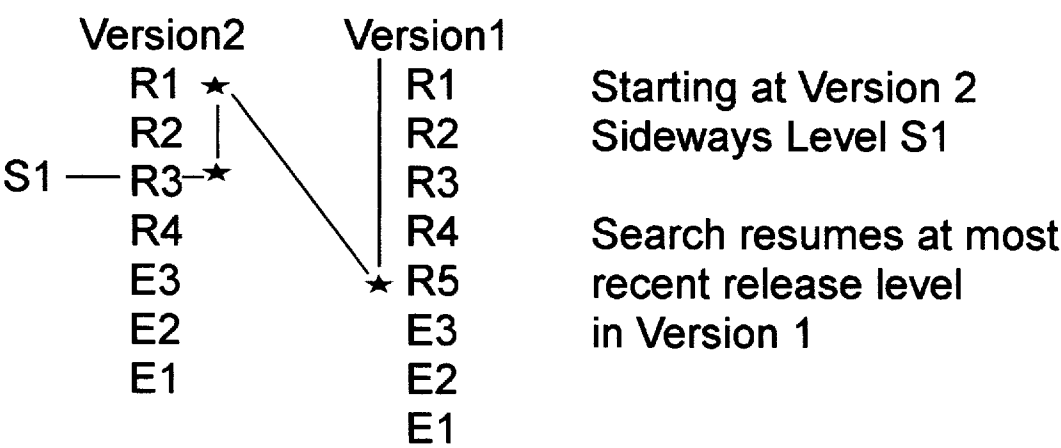 Version2 Version1
R1 R1 Starting at Version 2
R2 R2 Sideways Level S1
S1 R3 R3
R4 R4 Search resumes at most
E3 R5 recent release level
E2 E3 in Version 1
E1 E2
E1